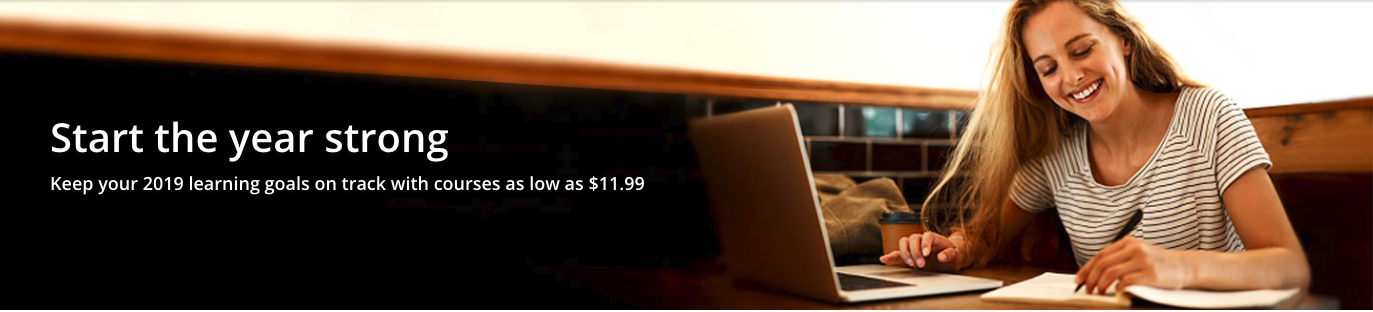 Start the year strong
Keep your 2019 learning goals on track with courses as low as $11.99